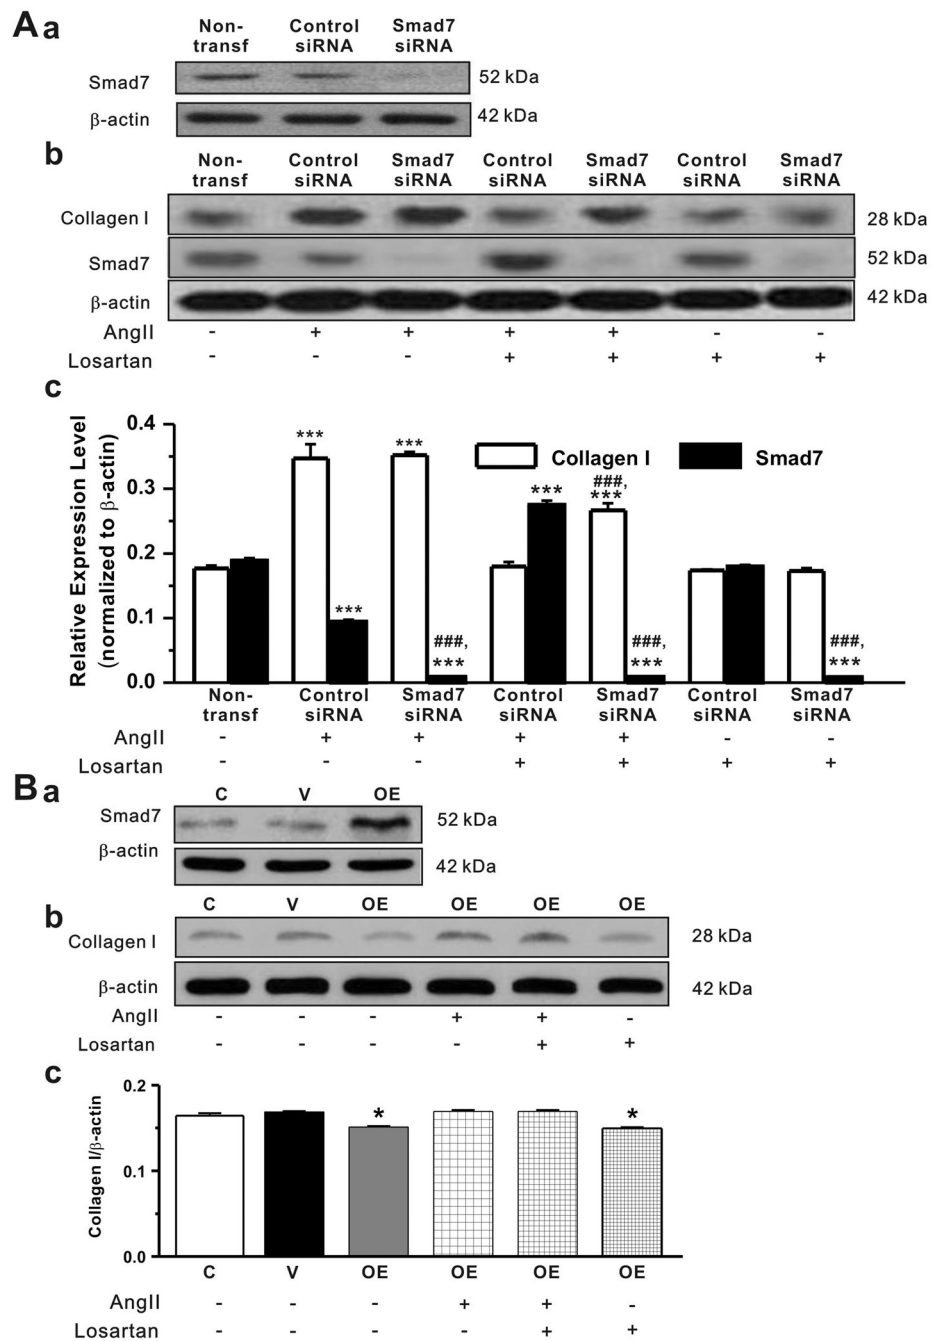 A a
Non- Control Smad7
transf siRNA siRNA
Smad7 52 kDa
β-actin 42 kDa
b
Non- Control Smad7 Control Smad7 Control Smad7
transf siRNA siRNA siRNA siRNA siRNA siRNA
Collagen I 28 kDa
Smad7 52 kDa
β-actin 42 kDa
AngII - + + + + - -
Losartan - - - + + + +
c
Relative Expression Level
(normalized to β-actin)
0.4
0.3
0.2
0.1
0.0
Collagen I Smad7
*** *** *** ###, ***
*** ###, *** ###, *** ###, ***
Non- Control Smad7 Control Smad7 Control Smad7
transf siRNA siRNA siRNA siRNA siRNA siRNA
AngII - + + + + - -
Losartan - - - + + + +
B a
C V OE
Smad7 52 kDa
β-actin 42 kDa
b
C V OE OE OE OE
Collagen I 28 kDa
β-actin 42 kDa
AngII - - - + + -
Losartan - - - - + +
c
Collagen I/β-actin
0.2
0.1
0.0
* *
C V OE OE OE OE
AngII - - - + + -
Losartan - - - - + +